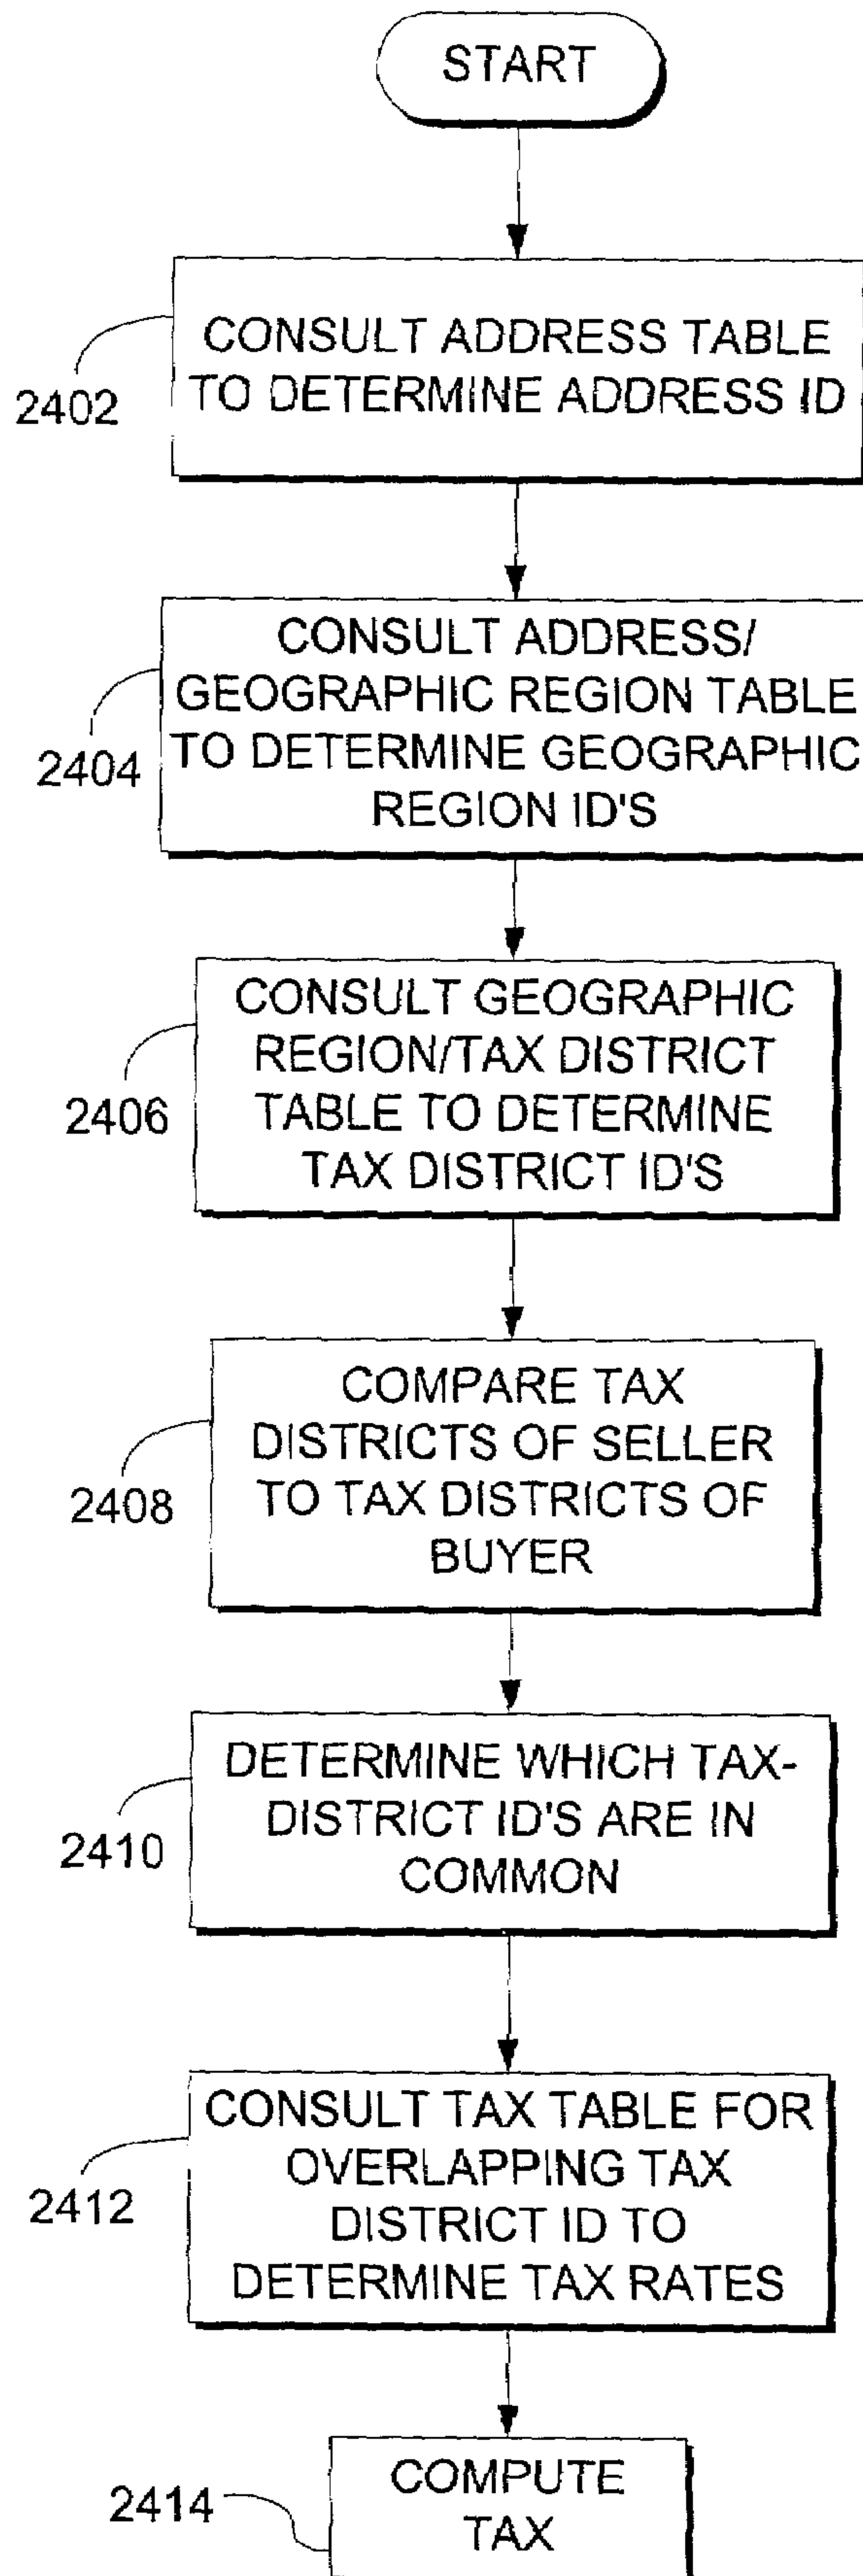 START
CONSULT ADDRESS TABLE
TO DETERMINE ADDRESS ID
2402
CONSULT ADDRESS/
GEOGRAPHIC REGION TABLE
TO DETERMINE GEOGRAPHIC
REGION ID'S
2404
CONSULT GEOGRAPHIC
REGION/TAX DISTRICT
TABLE TO DETERMINE
TAX DISTRICT ID'S
2406
COMPARE TAX
DISTRICTS OF SELLER
TO TAX DISTRICTS OF
BUYER
2408
DETERMINE WHICH TAX-
DISTRICT ID'S ARE IN
COMMON
2410
CONSULT TAX TABLE FOR
OVERLAPPING TAX
DISTRICT ID TO
DETERMINE TAX RATES
2412
COMPUTE
TAX
2414